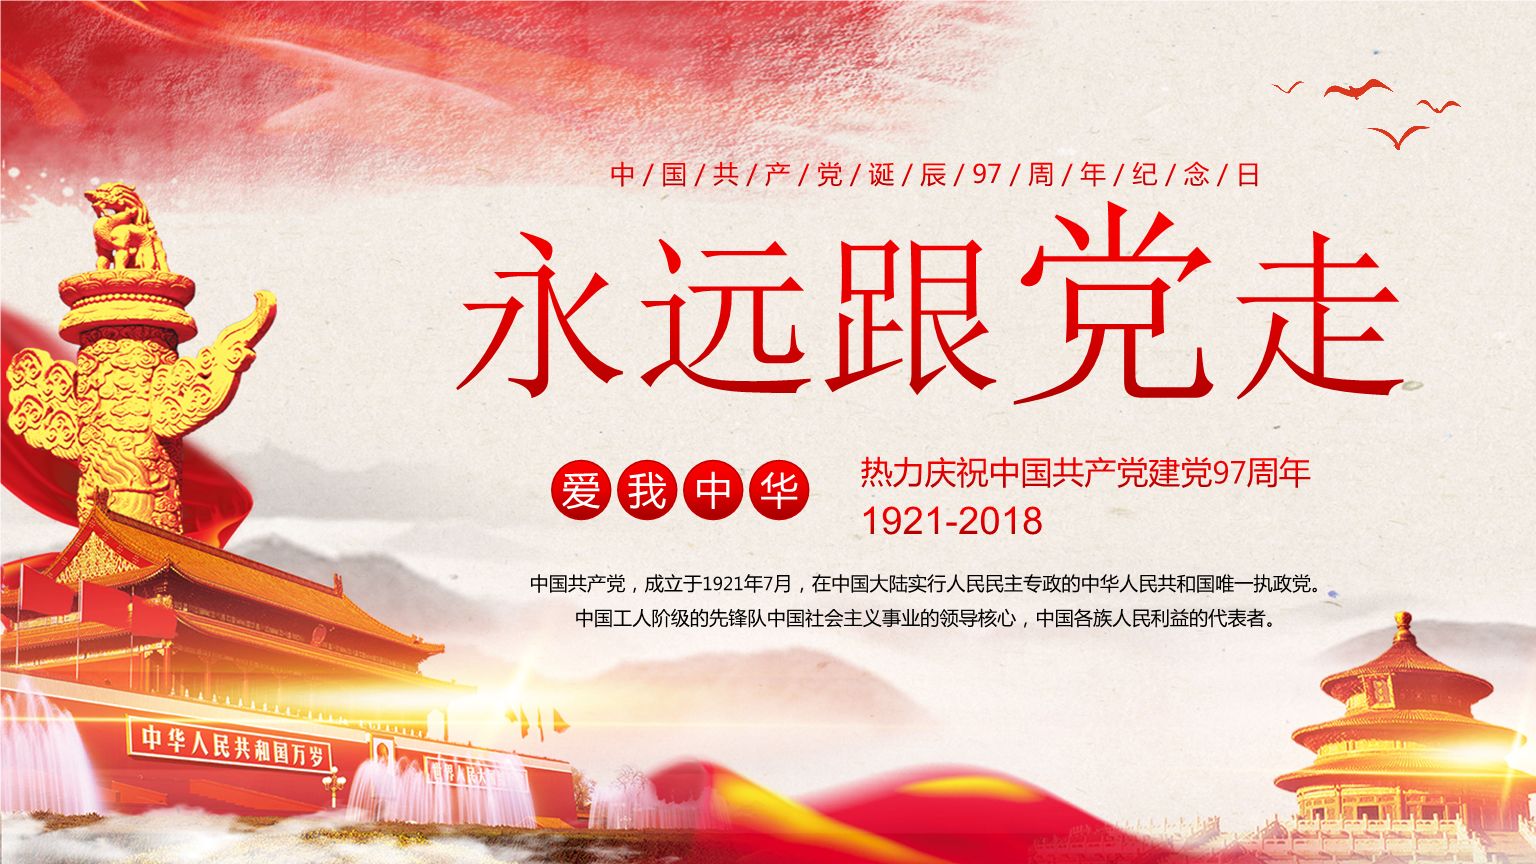 中/国/共/产/党/诞/辰/97/周/年/纪/念/日
永远跟党走
爱我中华
热力庆祝中国共产党建党97周年
1921-2018
中国共产党，成立于1921年7月，在中国大陆实行人民民主专政的中华人民共和国唯一执政党。
中国工人阶级的先锋队中国社会主义事业的领导核心，中国各族人民利益的代表者。
中华人民共和国万岁
世界人民大